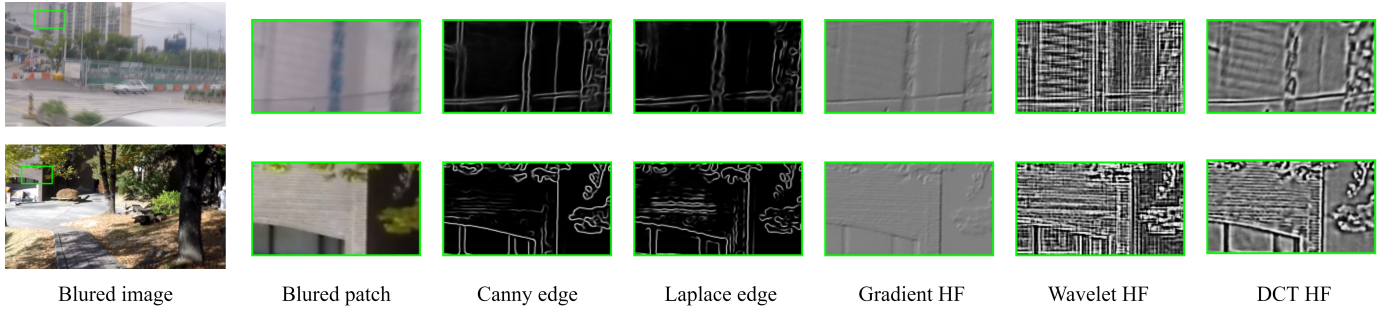 Blured image
Blured patch
Canny edge
Laplace edge
Gradient HF
Wavelet HF
DCT HF